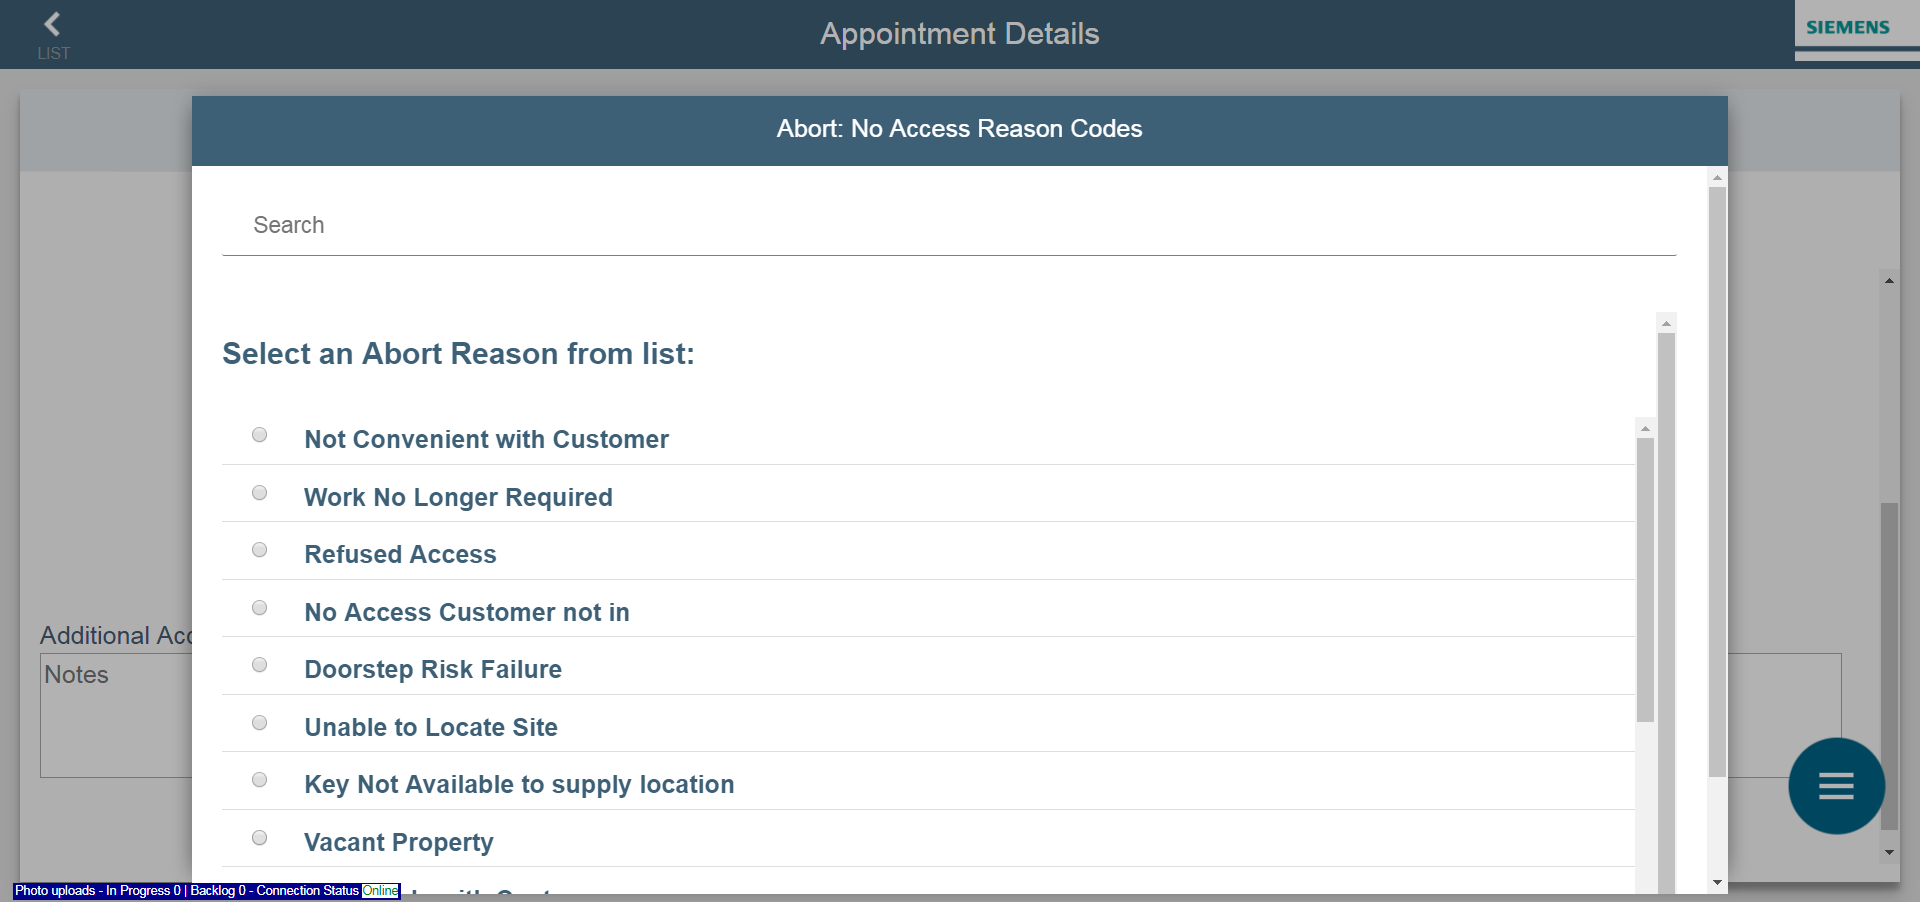 LIST
Appointment Details
SIEMENS
Abort: No Access Reason Codes
Search
Select an Abort Reason from list:
Not Convenient with Customer
Work No Longer Required
Refused Access
No Access Customer not in
Additional Acc
Notes
Doorstep Risk Failure
Unable to Locate Site
Key Not Available to supply location
Vacant Property
Photo uploads - In Progress 0 | Backlog 0 - Connection Status Online